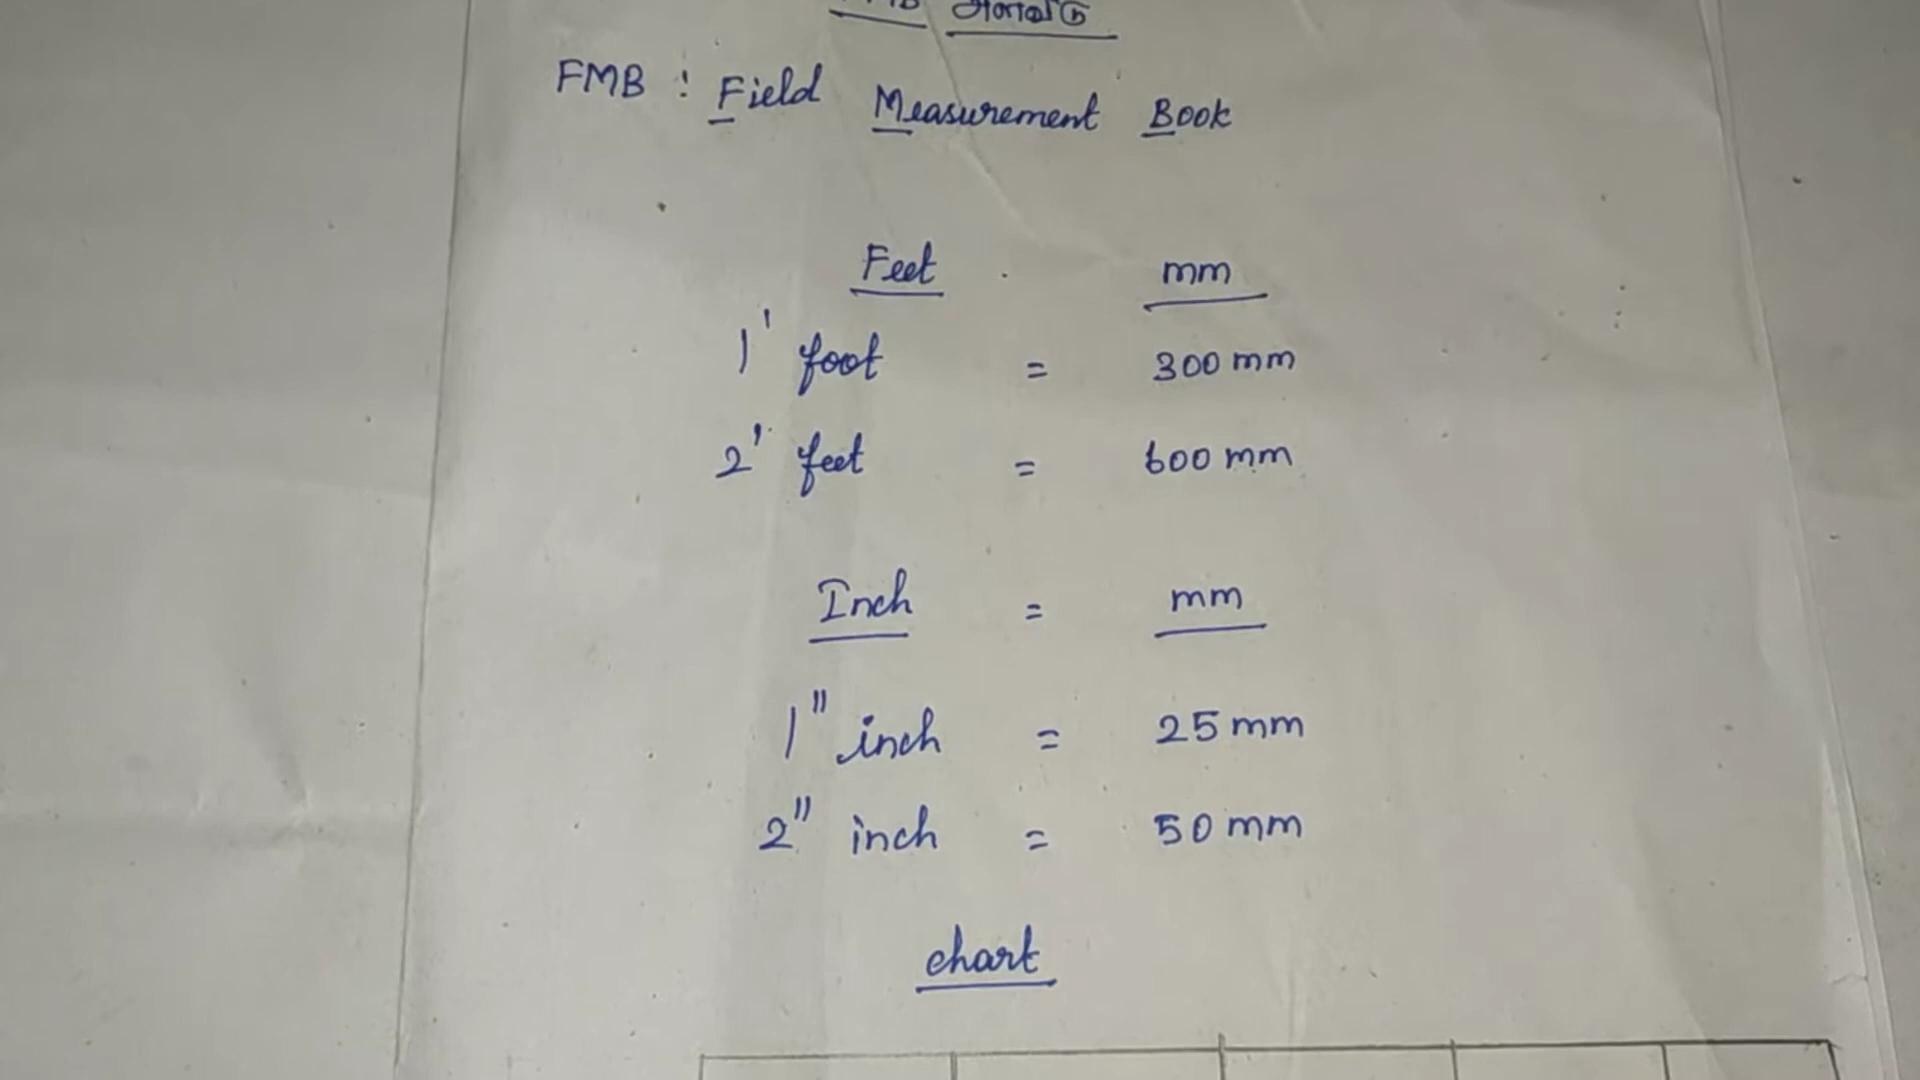 அளவீடு
FMB : Field Measurement Book
Feet mm
1' foot = 300 mm
2' feet = 600 mm
Inch = mm
1" inch = 25 mm
2" inch = 50 mm
chart